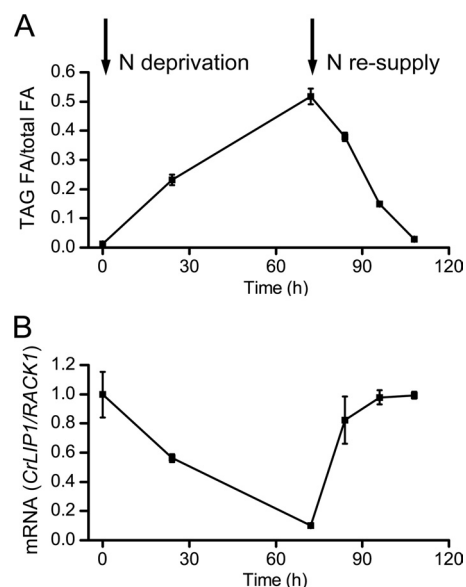 A
N deprivation
N re-supply
TAG FA/total FA
0.6
0.5
0.4
0.3
0.2
0.1
0.0
0 30 60 90 120
Time (h)
B
mRNA (CrLIP1/RACK1)
1.2
1.0
0.8
0.6
0.4
0.2
0.0
0 30 60 90 120
Time (h)